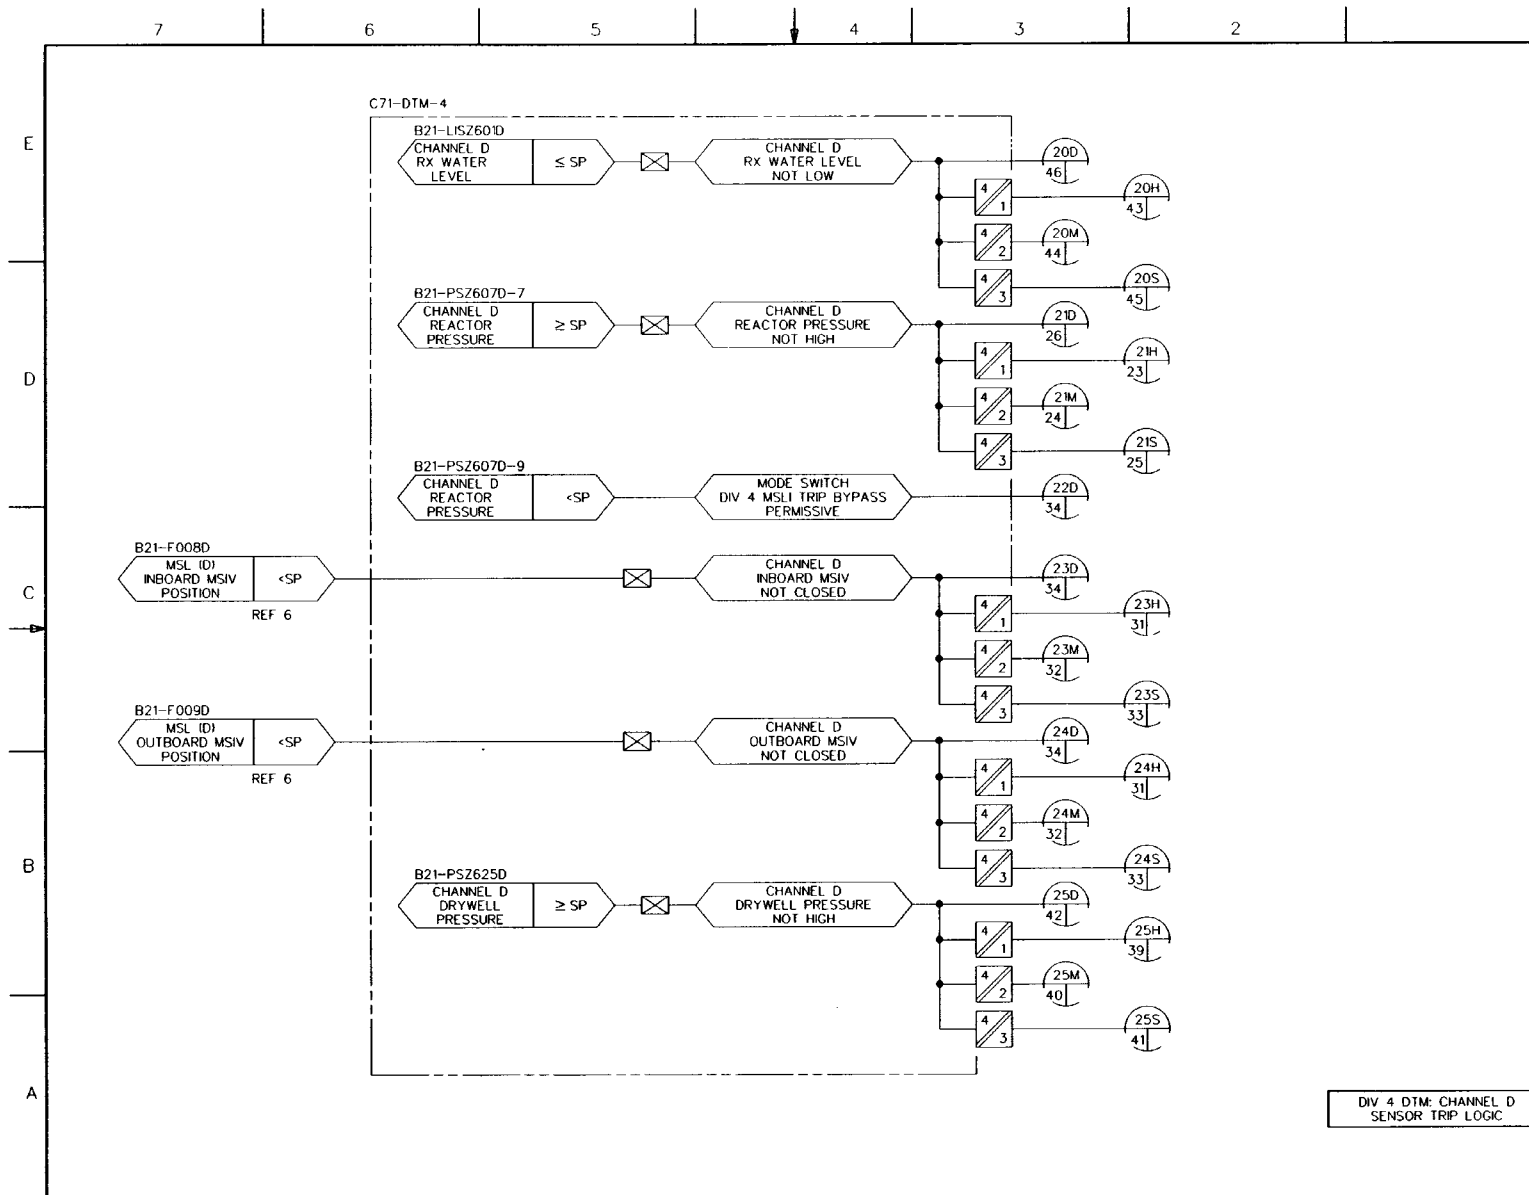 7 6 5 4 3 2
E
D
C
B
A
C71-DTM-4
B21-LISZ601D
CHANNEL D
RX WATER
LEVEL
≤ SP
CHANNEL D
RX WATER LEVEL
NOT LOW
20D
46
4/1
20H
43
4/2
20M
44
4/3
20S
45
B21-PSZ607D-7
CHANNEL D
REACTOR
PRESSURE
≥ SP
CHANNEL D
REACTOR PRESSURE
NOT HIGH
21D
26
4/1
21H
23
4/2
21M
24
4/3
21S
25
B21-PSZ607D-9
CHANNEL D
REACTOR
PRESSURE
<SP
MODE SWITCH
DIV 4 MSLI TRIP BYPASS
PERMISSIVE
22D
34
B21-F008D
MSL (D)
INBOARD MSIV
POSITION
<SP
REF 6
CHANNEL D
INBOARD MSIV
NOT CLOSED
23D
34
4/1
23H
31
4/2
23M
32
4/3
23S
33
B21-F009D
MSL (D)
OUTBOARD MSIV
POSITION
<SP
REF 6
CHANNEL D
OUTBOARD MSIV
NOT CLOSED
24D
34
4/1
24H
31
4/2
24M
32
4/3
24S
33
B21-PSZ625D
CHANNEL D
DRYWELL
PRESSURE
≥ SP
CHANNEL D
DRYWELL PRESSURE
NOT HIGH
25D
42
4/1
25H
39
4/2
25M
40
4/3
25S
41
DIV 4 DTM: CHANNEL D
SENSOR TRIP LOGIC